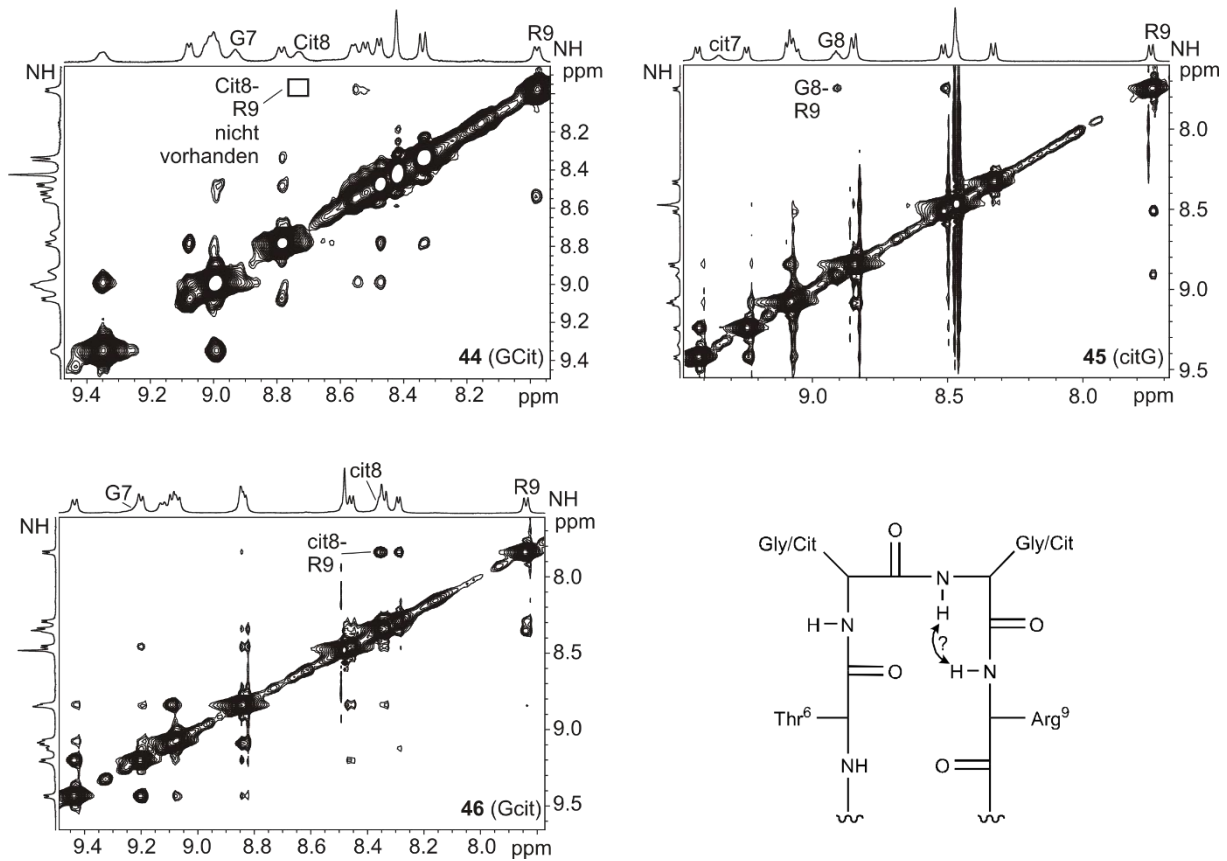 G7 Cit8 R9
NH
NH
ppm
Cit8-
R9
nicht
vorhanden
8.2
8.4
8.6
8.8
9.0
9.2
9.4
44 (GCit)
9.4 9.2 9.0 8.8 8.6 8.4 8.2 ppm
cit7 G8 R9
NH
NH
ppm
G8-
R9
8.0
8.5
9.0
9.5
45 (citG)
9.0 8.5 8.0
ppm
G7 cit8 R9
NH
NH
ppm
cit8-
R9
8.0
8.5
9.0
9.5
46 (Gcit)
9.4 9.2 9.0 8.8 8.6 8.4 8.2 8.0 ppm
O
Gly/Cit Gly/Cit
N
H
H N O
?
H N
O
Thr6 Arg9
NH O